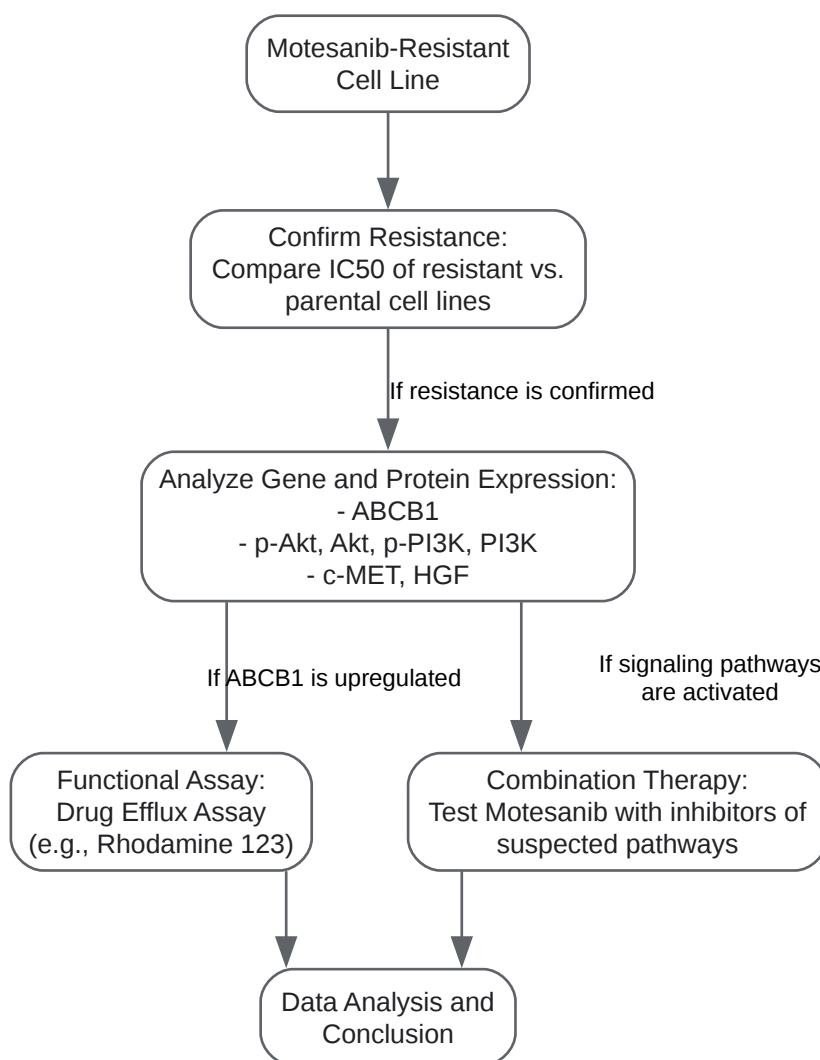 Motesanib-Resistant
Cell Line
Confirm Resistance:
Compare IC50 of resistant vs.
parental cell lines
If resistance is confirmed
Analyze Gene and Protein Expression:
- ABCB1
- p-Akt, Akt, p-PI3K, PI3K
- c-MET, HGF
If ABCB1 is upregulated
If signaling pathways
are activated
Functional Assay:
Drug Efflux Assay
(e.g., Rhodamine 123)
Combination Therapy:
Test Motesanib with inhibitors of
suspected pathways
Data Analysis and
Conclusion